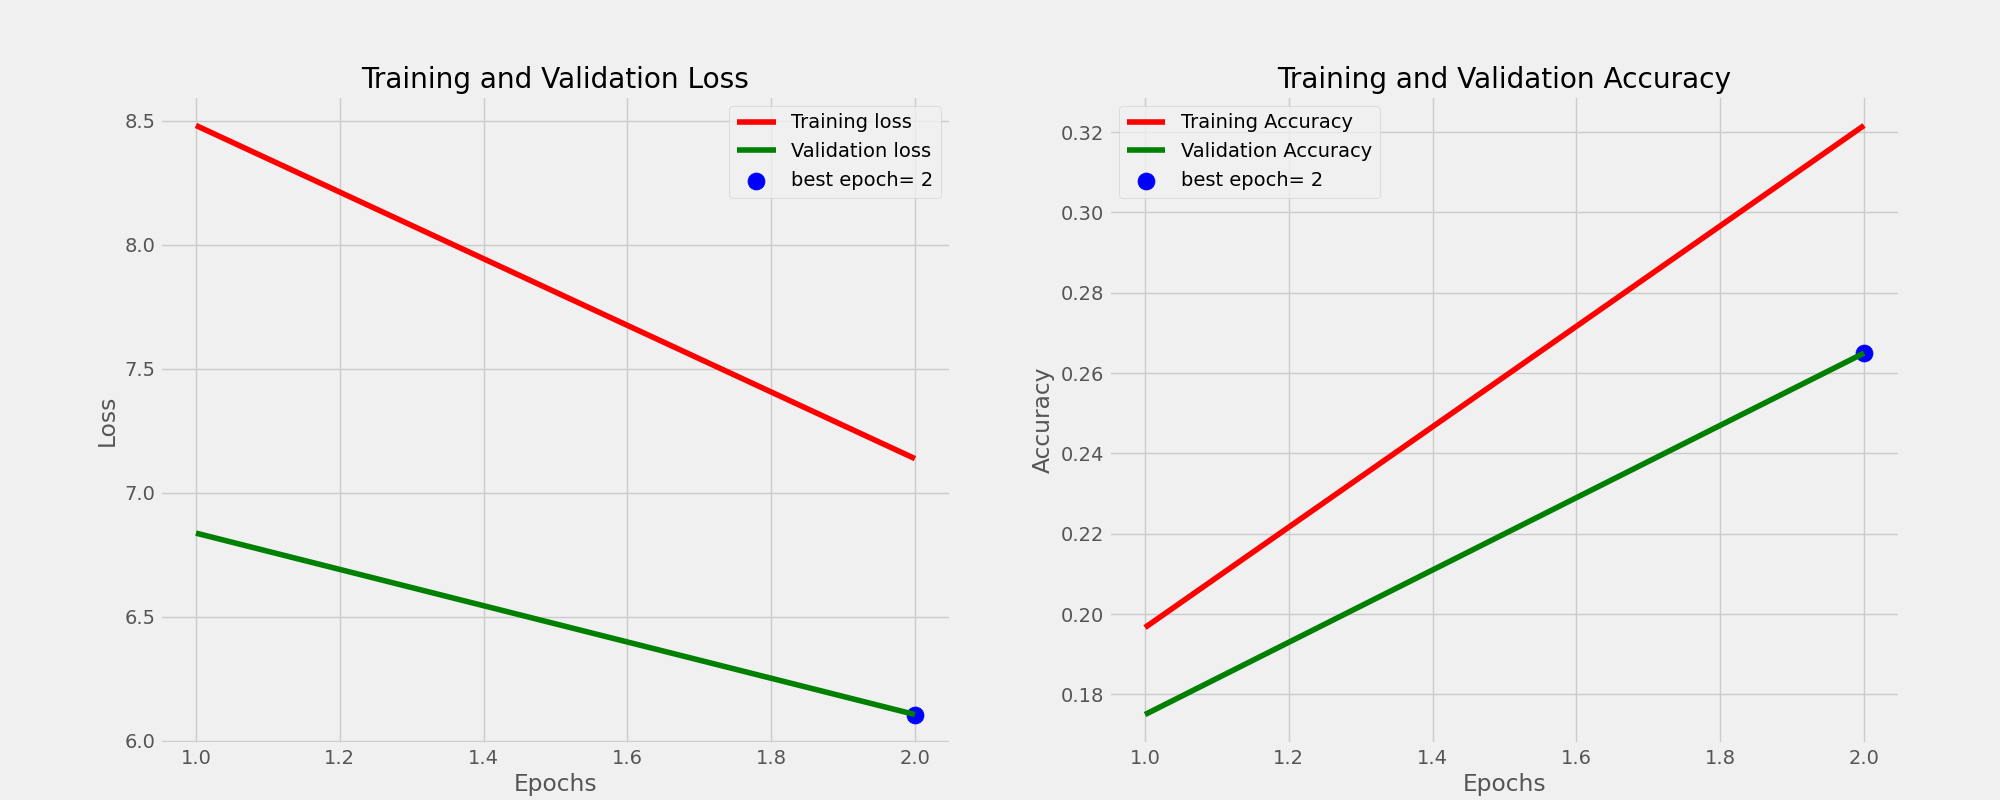 Training and Validation Loss
Training loss
Validation loss
best epoch= 2
8.5
8.0
7.5
7.0
6.5
6.0
Loss
1.0 1.2 1.4 1.6 1.8 2.0
Epochs
Training and Validation Accuracy
Training Accuracy
Validation Accuracy
best epoch= 2
0.32
0.30
0.28
0.26
0.24
0.22
0.20
0.18
Accuracy
1.0 1.2 1.4 1.6 1.8 2.0
Epochs